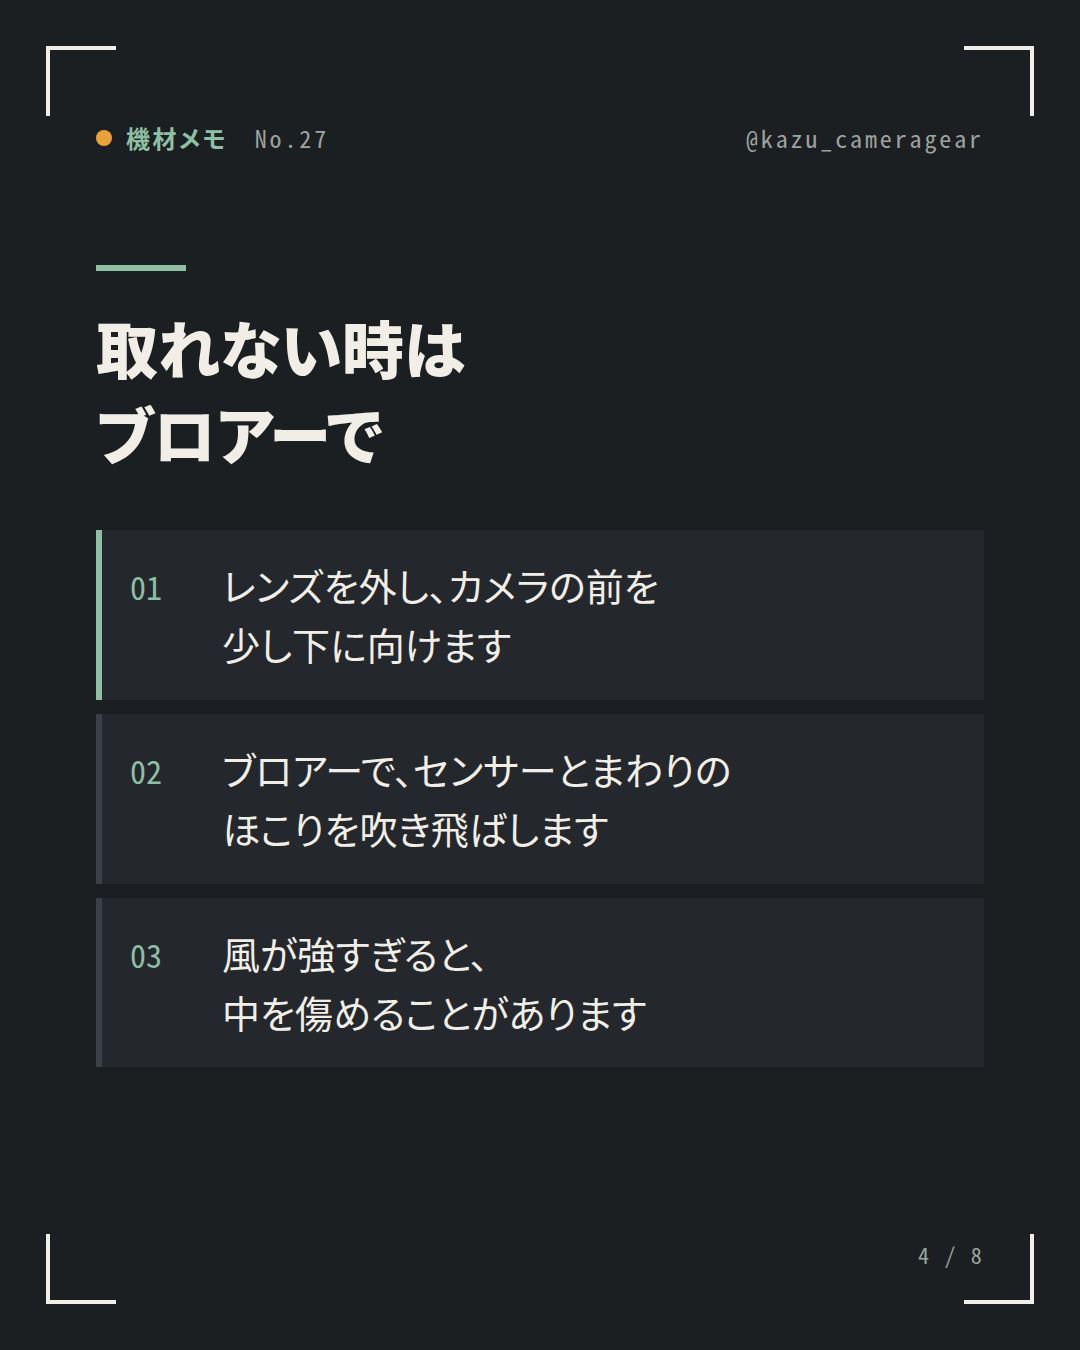 機材メモ No.27
@kazu_cameragear
取れない時は
ブロアーで
01
レンズを外し、カメラの前を
少し下に向けます
02
ブロアーで、センサーとまわりの
ほこりを吹き飛ばします
03
風が強すぎると、
中を傷めることがあります
4 / 8